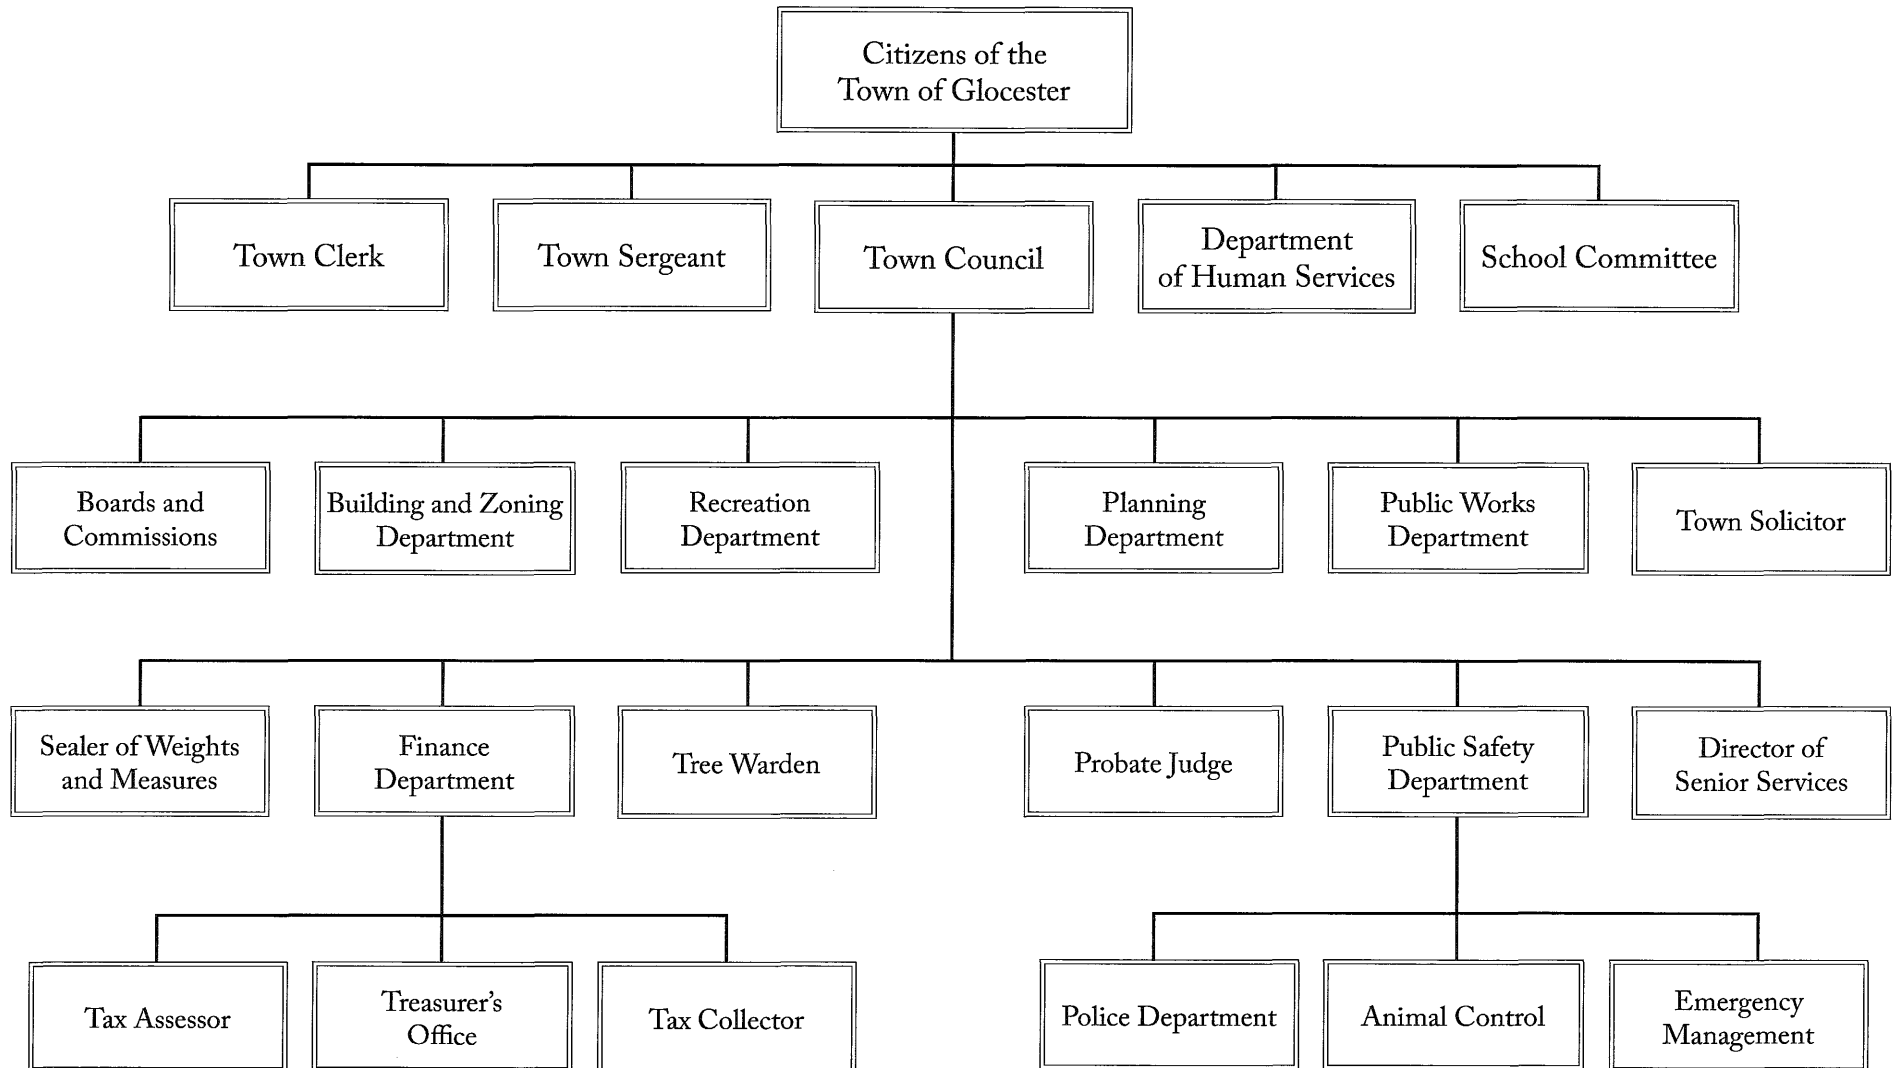 Citizens of the
Town of Glocester
Town Clerk
Town Sergeant
Town Council
Department
of Human Services
School Committee
Boards and
Commissions
Building and Zoning
Department
Recreation
Department
Planning
Department
Public Works
Department
Town Solicitor
Sealer of Weights
and Measures
Finance
Department
Tree Warden
Probate Judge
Public Safety
Department
Director of
Senior Services
Tax Assessor
Treasurer's
Office
Tax Collector
Police Department
Animal Control
Emergency
Management